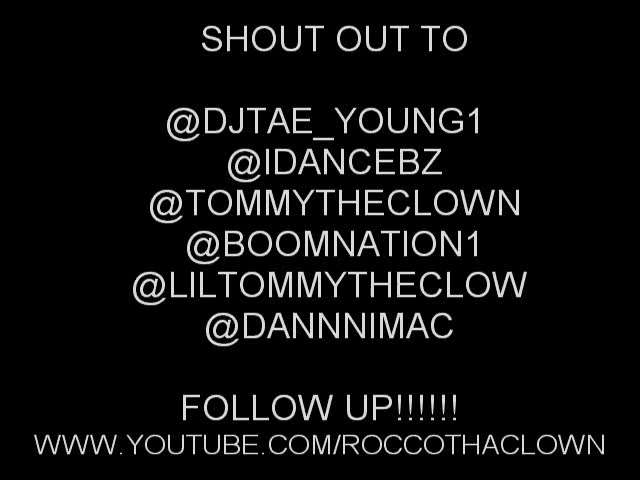 SHOUT OUT TO
@DJTAE_YOUNG1
@IDANCEBZ
@TOMMYTHECLOWN
@BOOMNATION1
@LILTOMMYTHECLOW
@DANNNIMAC
FOLLOW UP!!!!!!
WWW.YOUTUBE.COM/ROCCOTHACLOWN